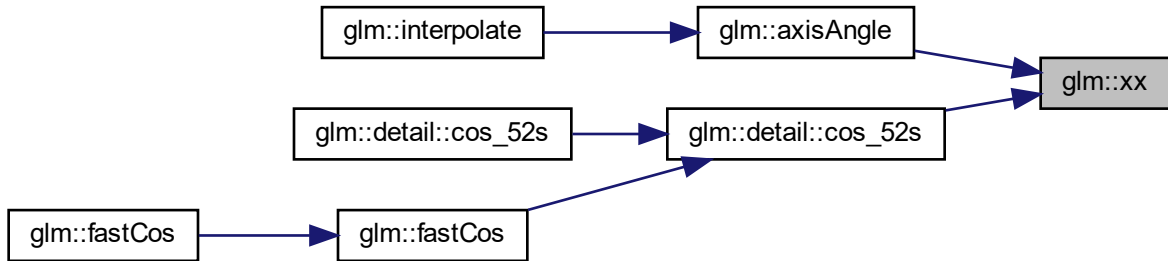 glm::interpolate
glm::axisAngle
glm::xx
glm::detail::cos_52s
glm::detail::cos_52s
glm::fastCos
glm::fastCos